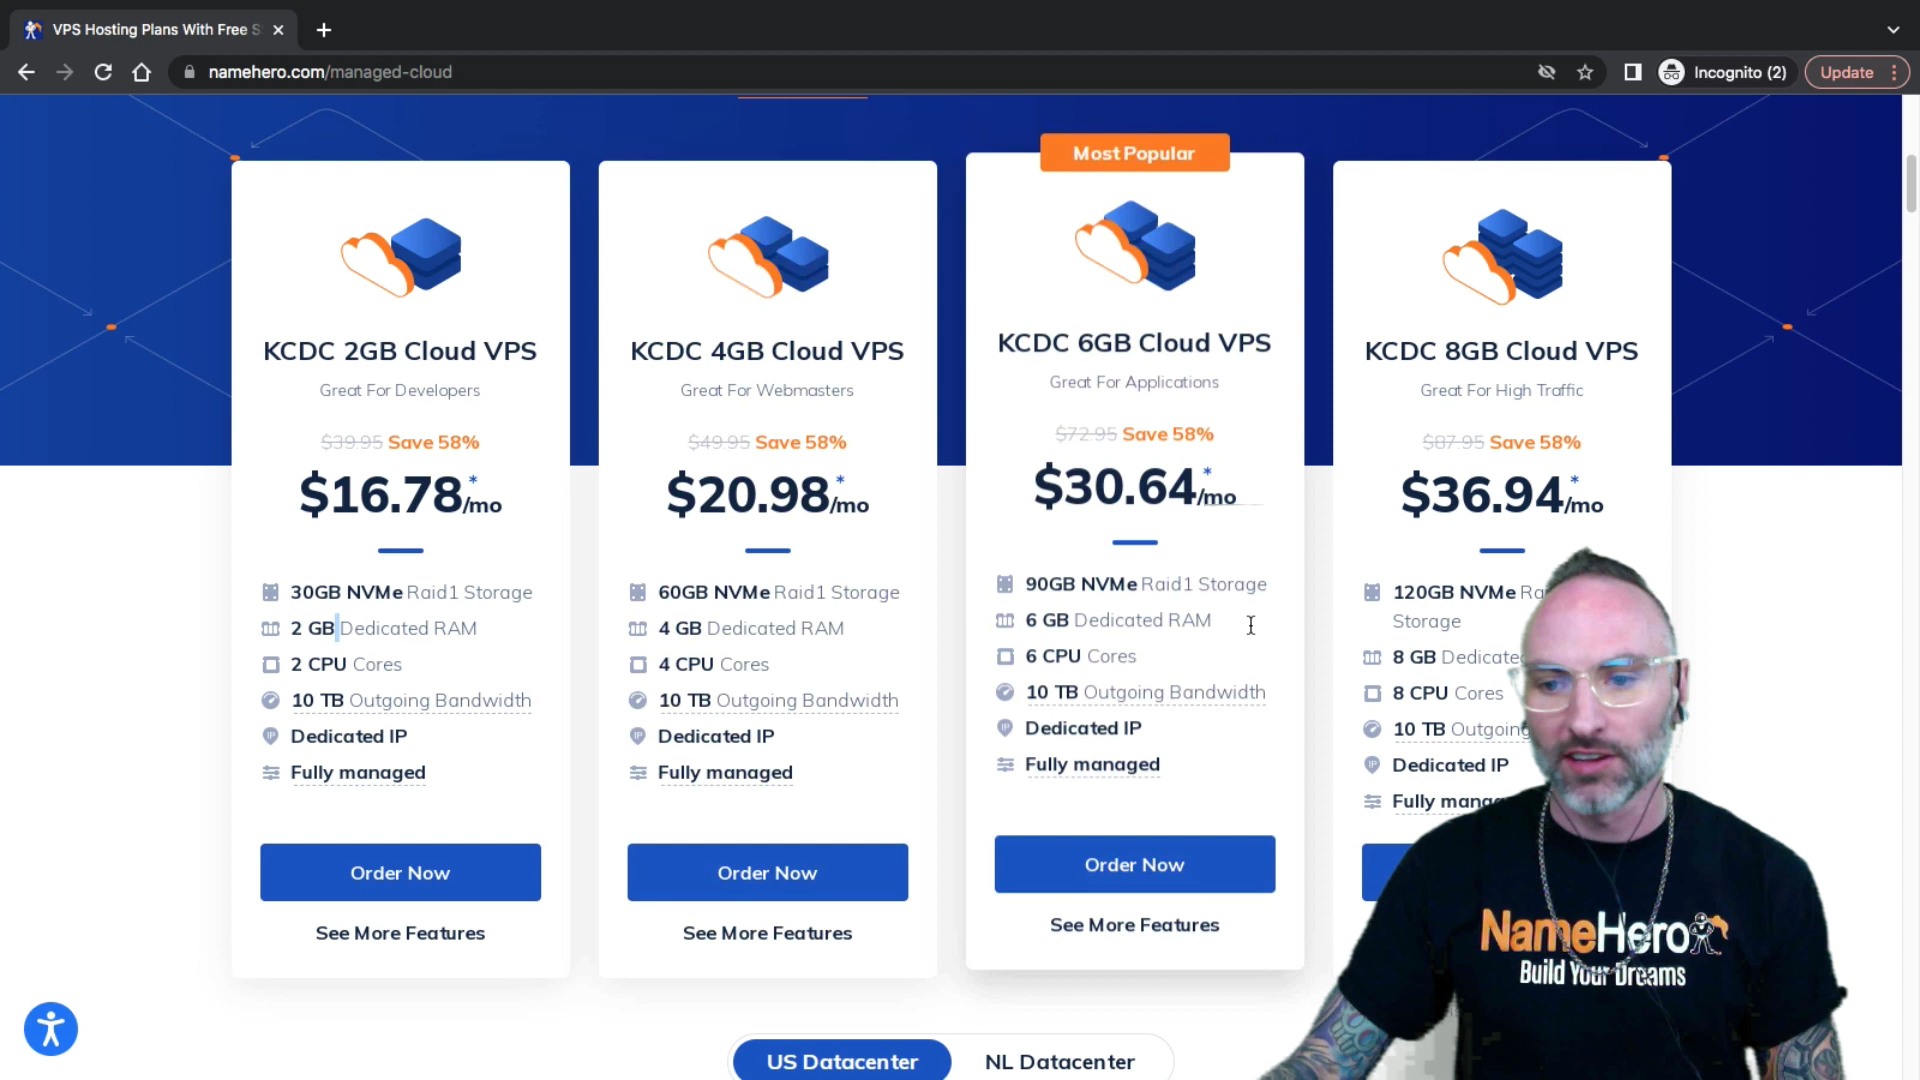 VPS Hosting Plans With Free S
namehero.com/managed-cloud
Incognito (2)
Update
Most Popular
KCDC 2GB Cloud VPS
Great For Developers
$39.95 Save 58%
$16.78/mo*
30GB NVMe Raid1 Storage
2 GB Dedicated RAM
2 CPU Cores
10 TB Outgoing Bandwidth
Dedicated IP
Fully managed
Order Now
See More Features
KCDC 4GB Cloud VPS
Great For Webmasters
$49.95 Save 58%
$20.98/mo*
60GB NVMe Raid1 Storage
4 GB Dedicated RAM
4 CPU Cores
10 TB Outgoing Bandwidth
Dedicated IP
Fully managed
Order Now
See More Features
KCDC 6GB Cloud VPS
Great For Applications
$72.95 Save 58%
$30.64/mo*
90GB NVMe Raid1 Storage
6 GB Dedicated RAM
6 CPU Cores
10 TB Outgoing Bandwidth
Dedicated IP
Fully managed
Order Now
See More Features
KCDC 8GB Cloud VPS
Great For High Traffic
$87.95 Save 58%
$36.94/mo*
120GB NVMe Ra
Storage
8 GB Dedicate
8 CPU Cores
10 TB Outgoing
Dedicated IP
Fully manag
US Datacenter
NL Datacenter
NameHero
Build Your Dreams